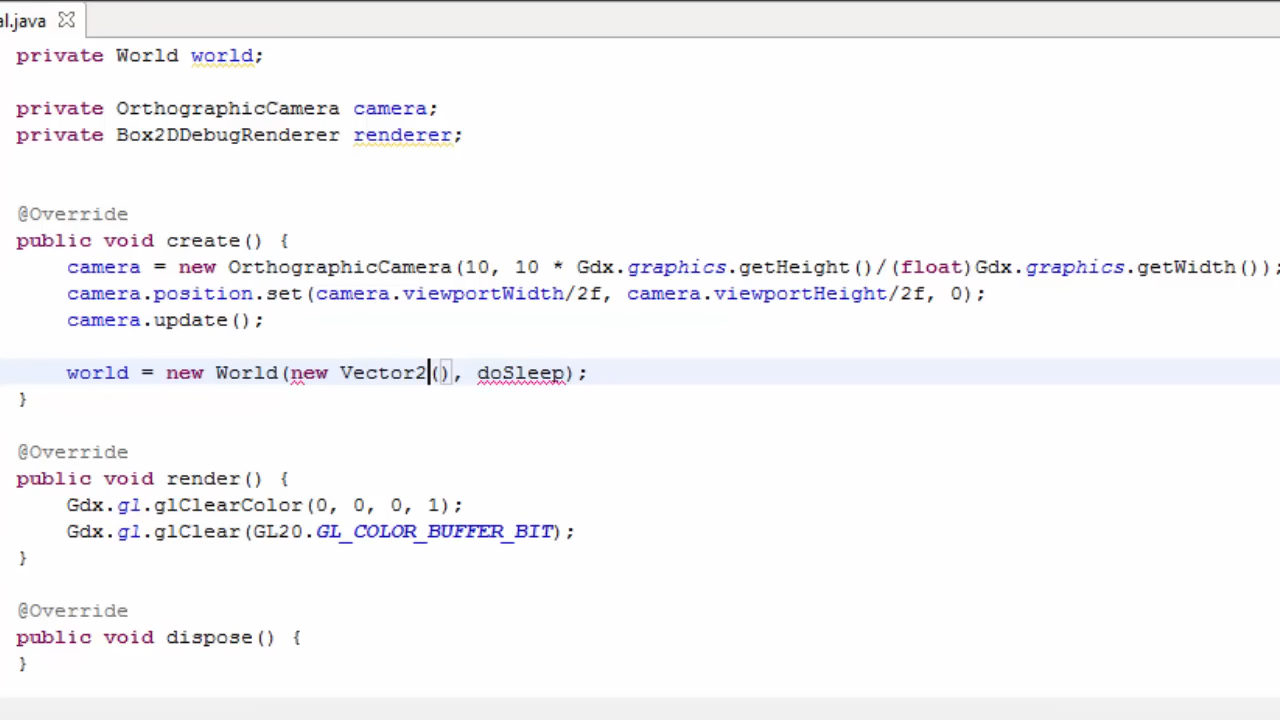 al.java
private World world;
private OrthographicCamera camera;
private Box2DDebugRenderer renderer;
@Override
public void create() {
camera = new OrthographicCamera(10, 10 * Gdx.graphics.getHeight()/(float)Gdx.graphics.getWidth());
camera.position.set(camera.viewportWidth/2f, camera.viewportHeight/2f, 0);
camera.update();
world = new World(new Vector2(), doSleep);
}
@Override
public void render() {
Gdx.gl.glClearColor(0, 0, 0, 1);
Gdx.gl.glClear(GL20.GL_COLOR_BUFFER_BIT);
}
@Override
public void dispose() {
}